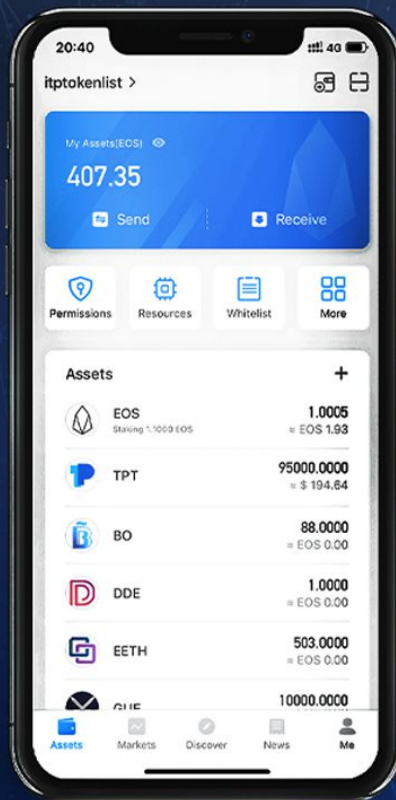 20:40
4G
itptokenlist >
My Assets(EOS)
407.35
Send
Receive
Permissions
Resources
Whitelist
More
Assets +
EOS 1.0005
Staking 1.1000 EOS ≈ EOS 1.93
TPT 95000.0000
≈ $ 194.64
BO 88.0000
≈ EOS 0.00
DDE 1.0000
≈ EOS 0.00
EETH 503.0000
≈ EOS 0.00
10000.0000
Assets
Markets
Discover
News
Me